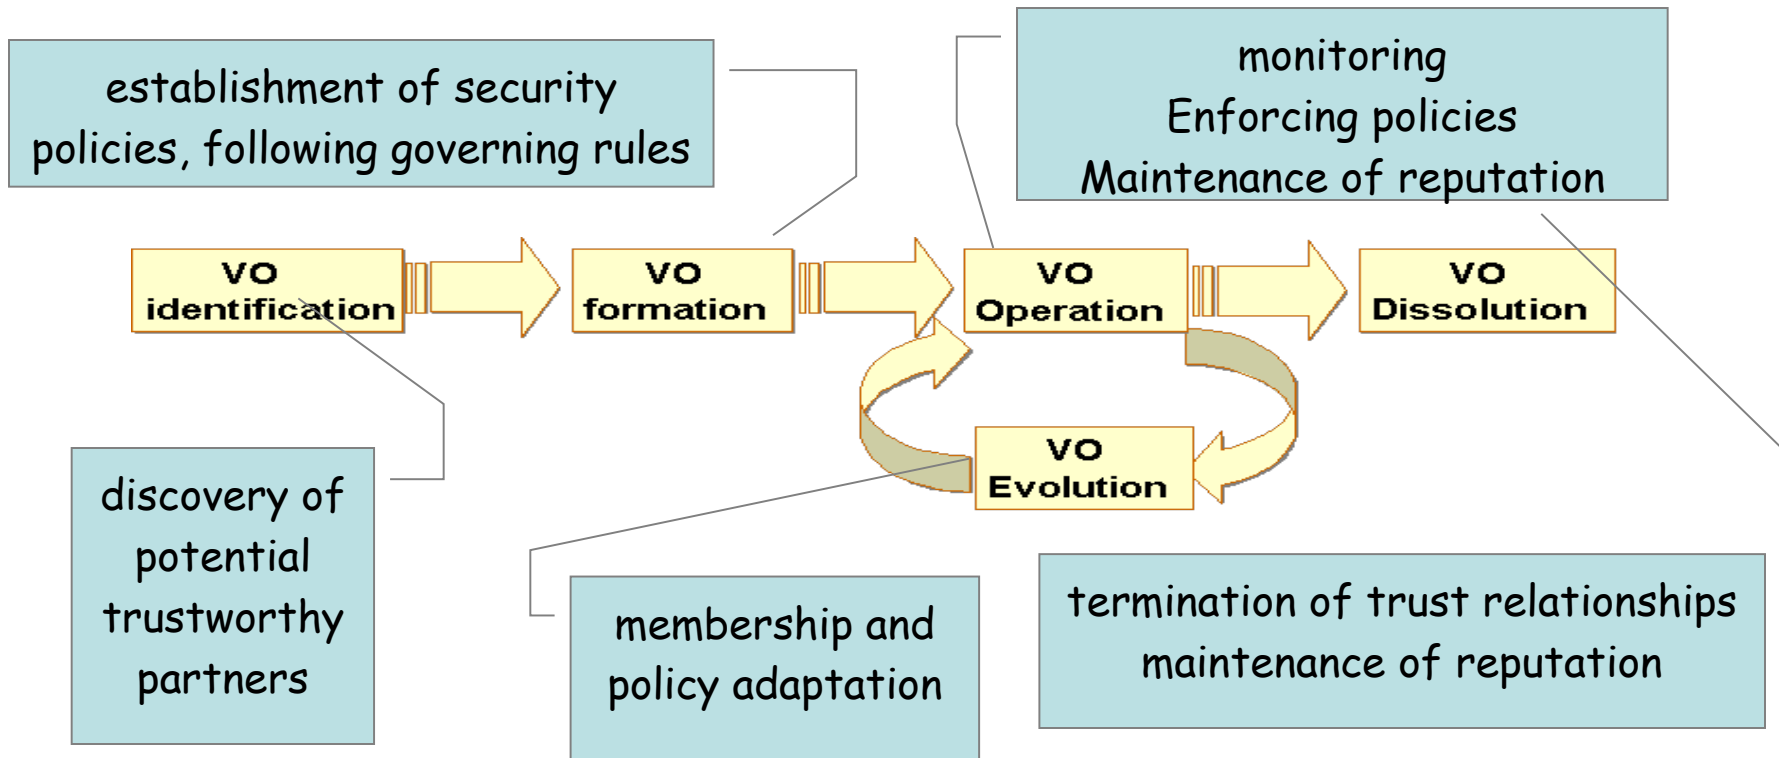 establishment of security
policies, following governing rules
monitoring
Enforcing policies
Maintenance of reputation
VO
identification
VO
formation
VO
Operation
VO
Dissolution
VO
Evolution
discovery of
potential
trustworthy
partners
membership and
policy adaptation
termination of trust relationships
maintenance of reputation